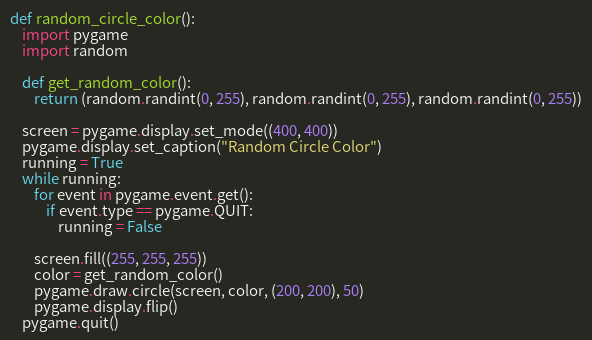 def random_circle_color():
    import pygame
    import random

    def get_random_color():
        return (random.randint(0, 255), random.randint(0, 255), random.randint(0, 255))

    screen = pygame.display.set_mode((400, 400))
    pygame.display.set_caption("Random Circle Color")
    running = True
    while running:
        for event in pygame.event.get():
            if event.type == pygame.QUIT:
                running = False

        screen.fill((255, 255, 255))
        color = get_random_color()
        pygame.draw.circle(screen, color, (200, 200), 50)
        pygame.display.flip()
    pygame.quit()